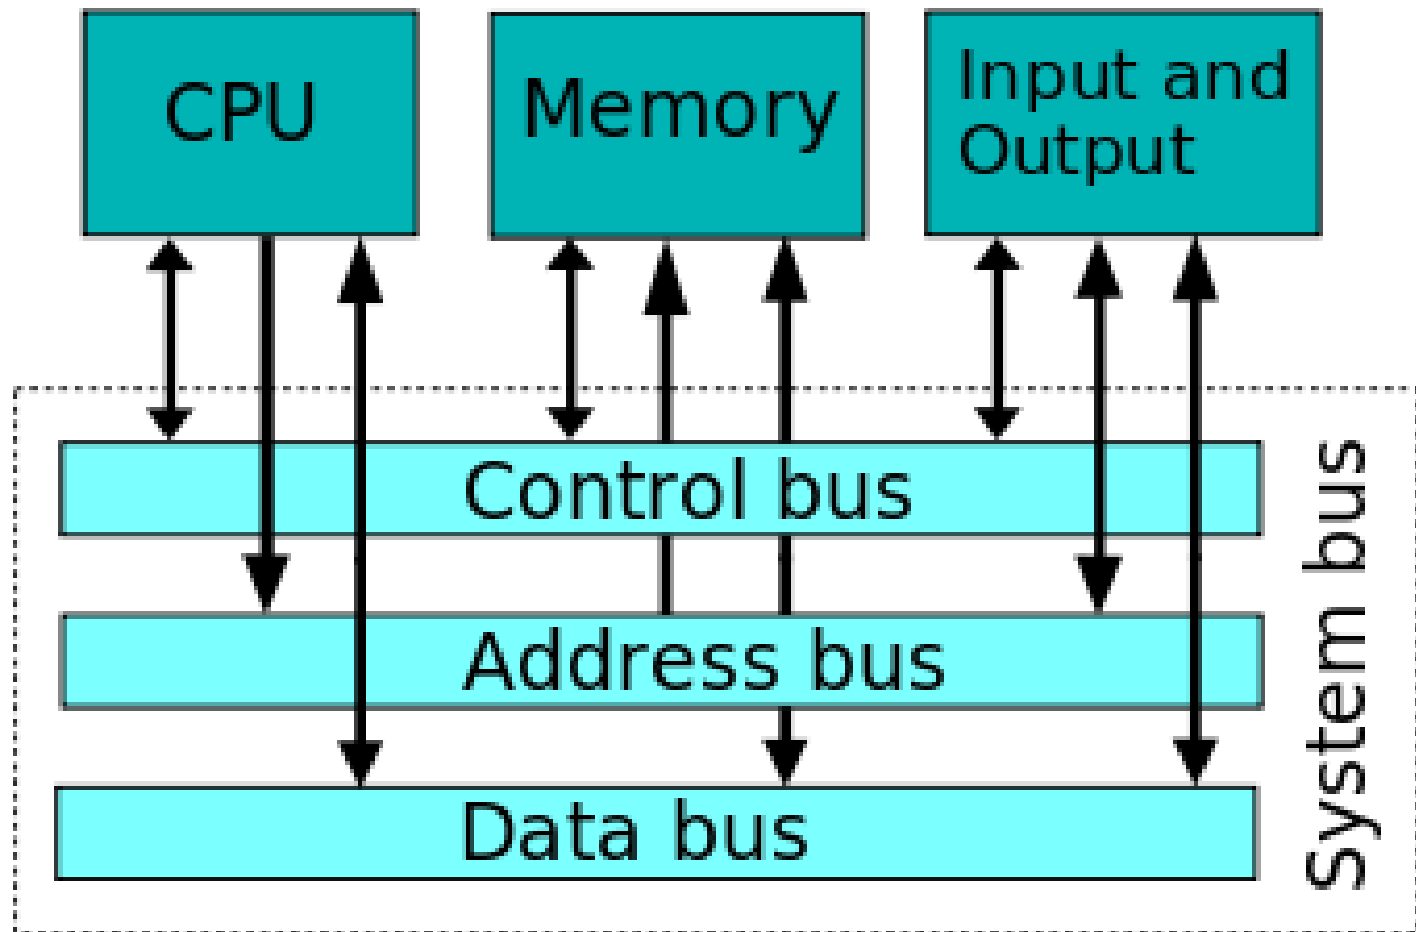 CPU
Memory
Input and
Output
Control bus
Address bus
Data bus
System bus